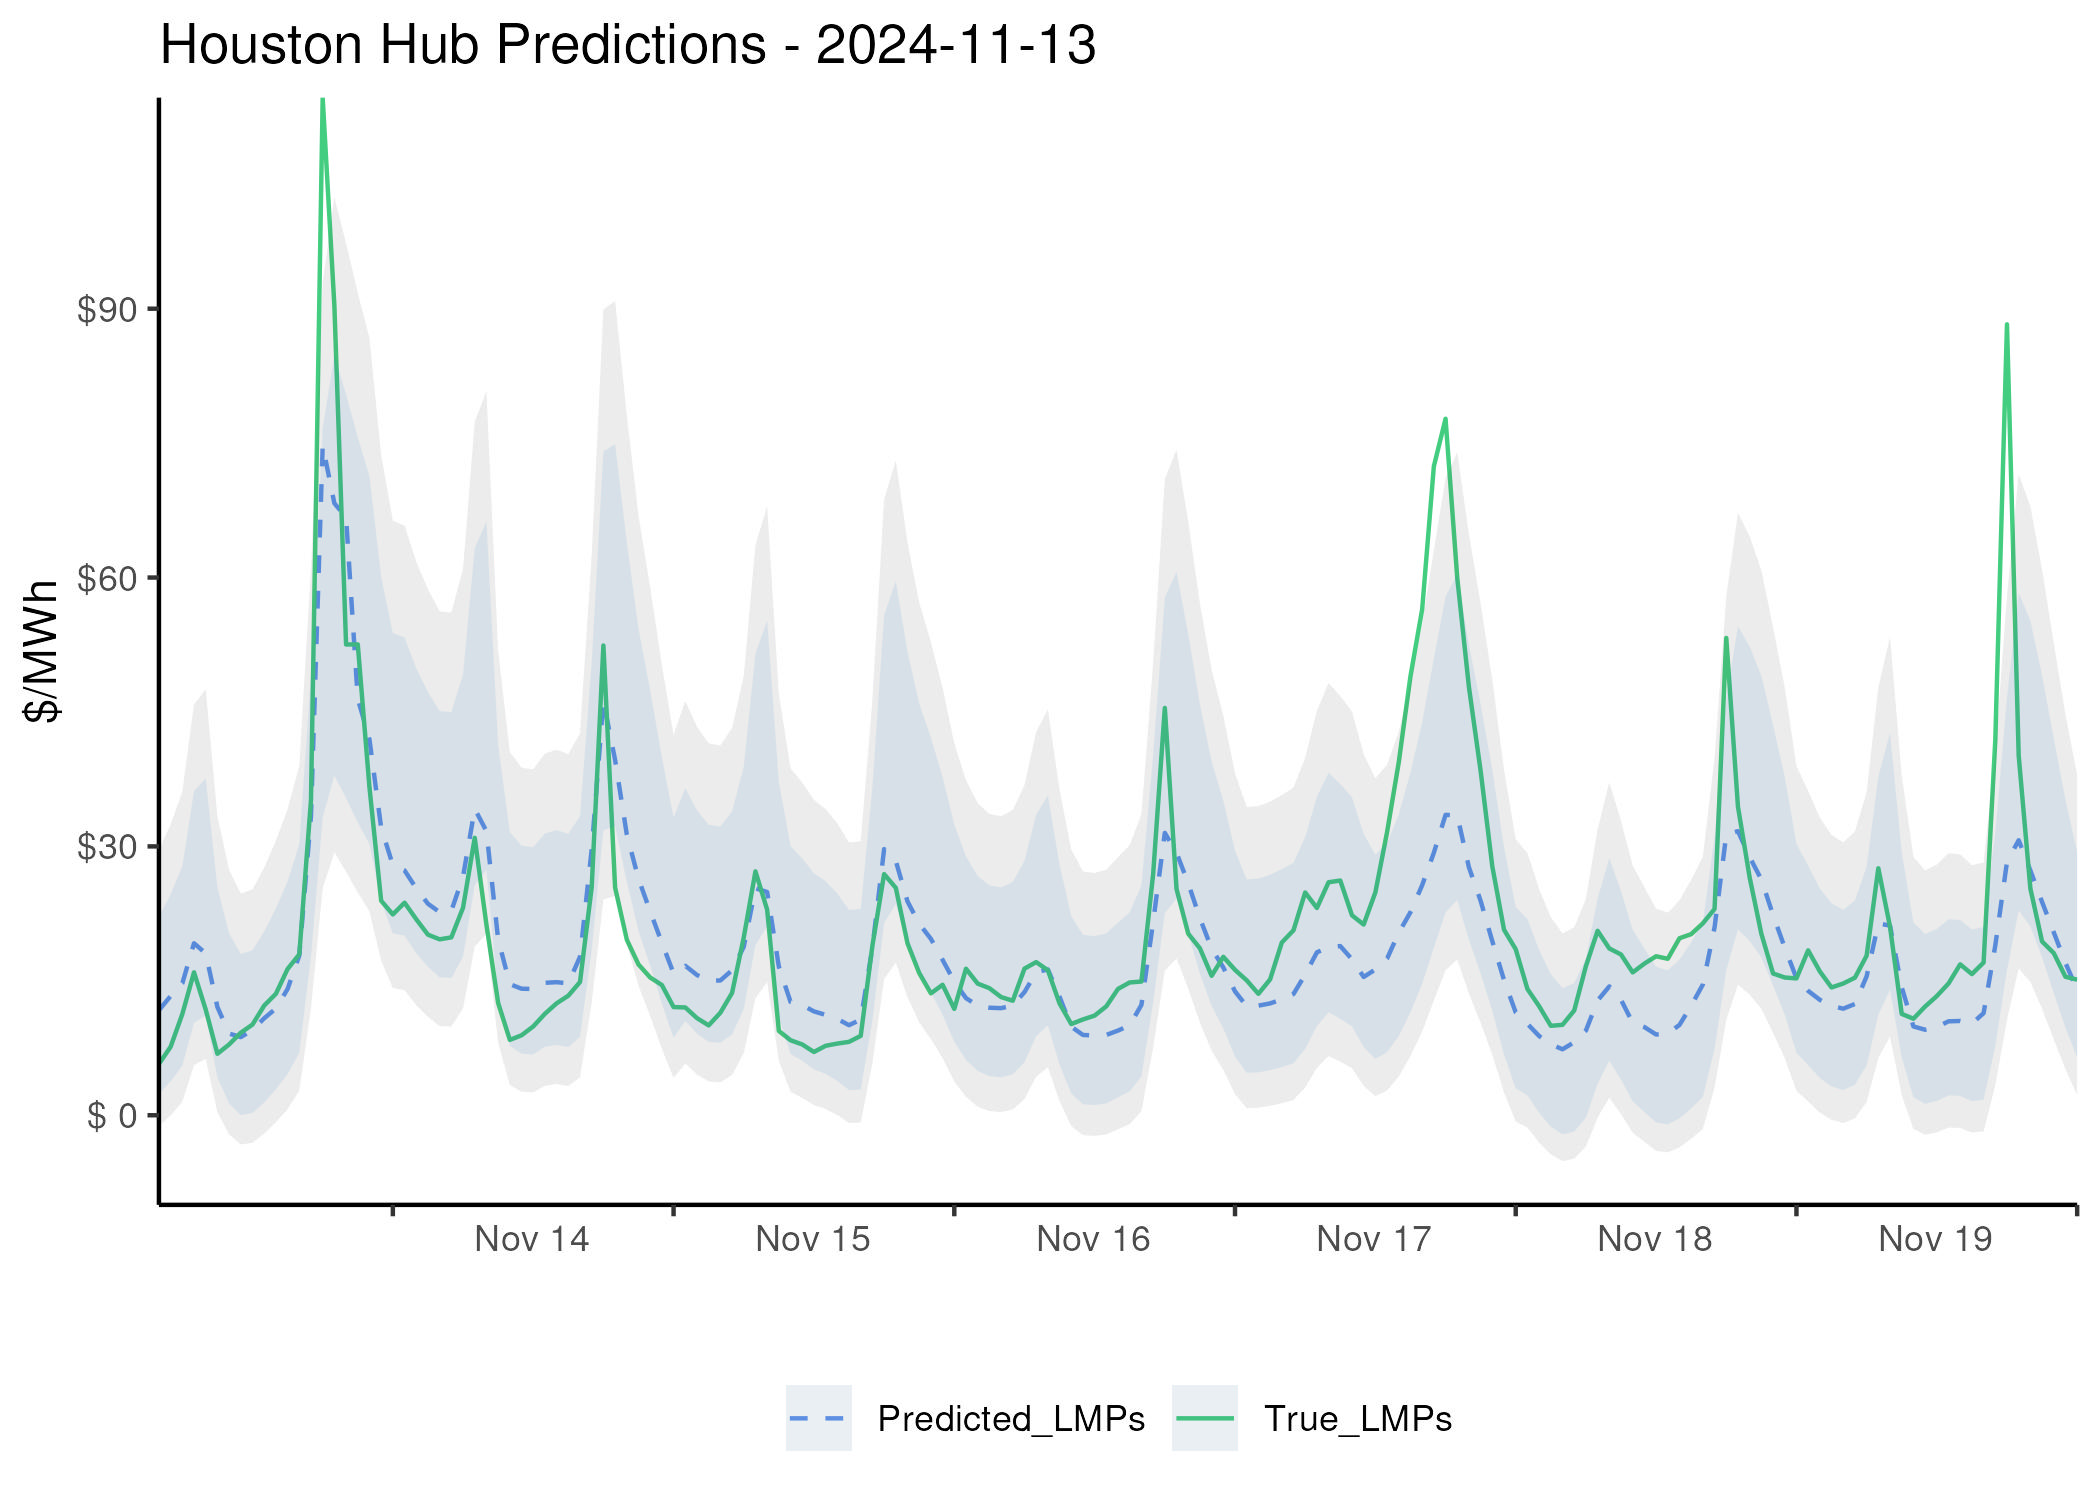 Houston Hub Predictions - 2024-11-13
$/MWh
$90
$60
$30
$ 0
Nov 14
Nov 15
Nov 16
Nov 17
Nov 18
Nov 19
Predicted_LMPs
True_LMPs